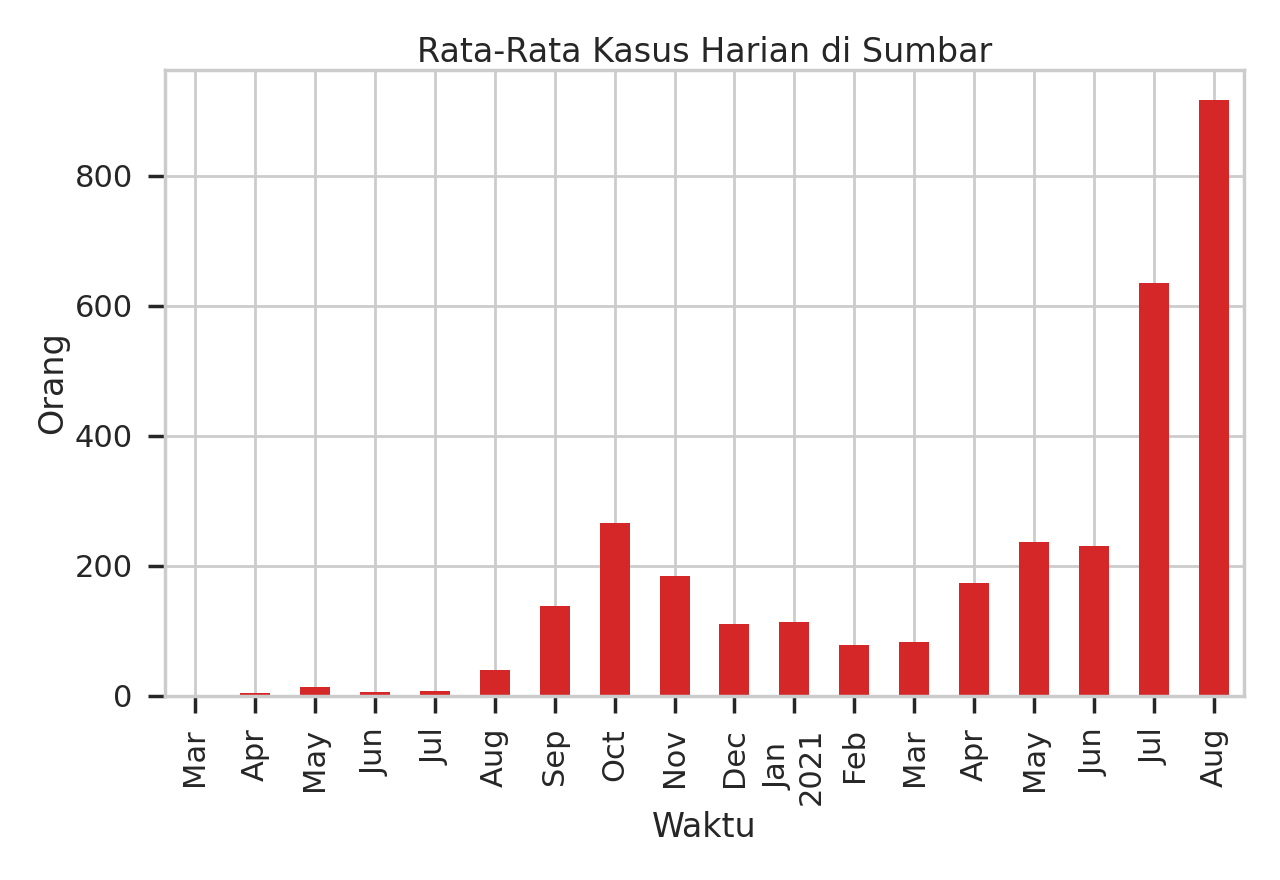 Rata-Rata Kasus Harian di Sumbar
Orang
800
600
400
200
0
Mar
Apr
May
Jun
Jul
Aug
Sep
Oct
Nov
Dec
Jan
2021
Feb
Mar
Apr
May
Jun
Jul
Aug
Waktu